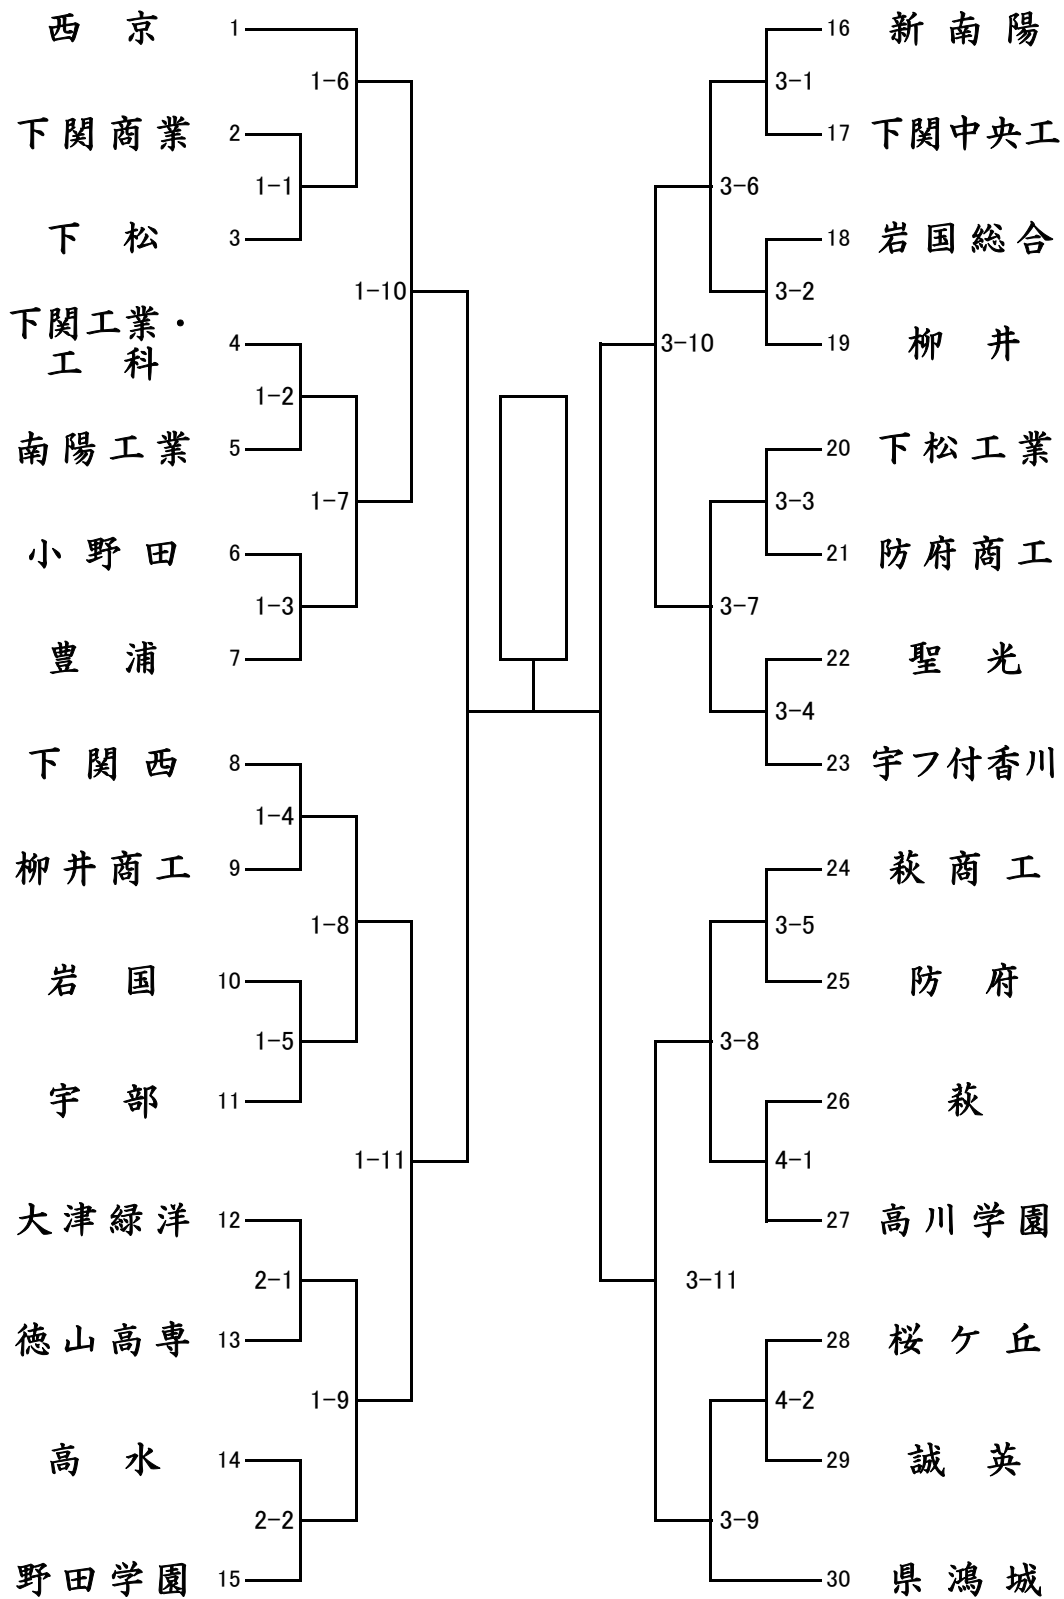 西京 1
1-6
下関商業 2
1-1
下松 3
1-10
下関工業・
工科 4
1-2
南陽工業 5
1-7
小野田 6
1-3
豊浦 7
下関西 8
1-4
柳井商工 9
1-8
岩国 10
1-5
宇部 11
1-11
大津緑洋 12
2-1
徳山高専 13
1-9
高水 14
2-2
野田学園 15
16 新南陽
3-1
17 下関中央工
3-6
18 岩国総合
3-2
19 柳井
3-10
20 下松工業
3-3
21 防府商工
3-7
22 聖光
3-4
23 宇フ付香川
24 萩商工
3-5
25 防府
3-8
26 萩
4-1
27 高川学園
3-11
28 桜ケ丘
4-2
29 誠英
3-9
30 県鴻城